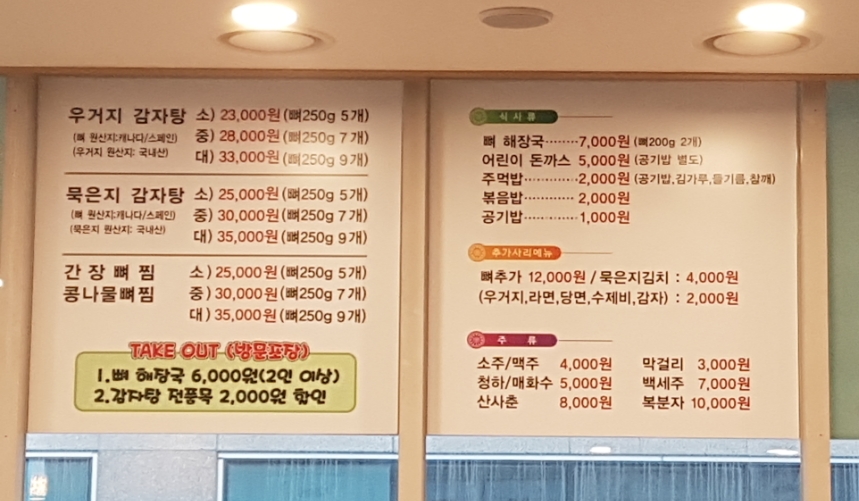 우거지 감자탕 소) 23,000원 (뼈250g 5개)
(뼈 원산지:캐나다/스페인) 중) 28,000원 (뼈250g 7개)
(우거지 원산지: 국내산) 대) 33,000원 (뼈250g 9개)
묵은지 감자탕 소) 25,000원 (뼈250g 5개)
(뼈 원산지:캐나다/스페인) 중) 30,000원 (뼈250g 7개)
(묵은지 원산지: 국내산) 대) 35,000원 (뼈250g 9개)
간장뼈찜 소) 25,000원 (뼈250g 5개)
콩나물뼈찜 중) 30,000원 (뼈250g 7개)
대) 35,000원 (뼈250g 9개)
TAKE OUT (방문포장)
1.뼈 해장국 6,000원(2인 이상)
2.감자탕 전품목 2,000원 할인
식사류
뼈 해장국········7,000원 (뼈200g 2개)
어린이 돈까스 5,000원 (공기밥 별도)
주먹밥·············2,000원 (공기밥,김가루,들기름,참깨)
볶음밥············· 2,000원
공기밥·············1,000원
추가사리메뉴
뼈추가 12,000원 / 묵은지김치 : 4,000원
(우거지,라면,당면,수제비,감자) : 2,000원
주류
소주/맥주 4,000원 막걸리 3,000원
청하/매화수 5,000원 백세주 7,000원
산사춘 8,000원 복분자 10,000원